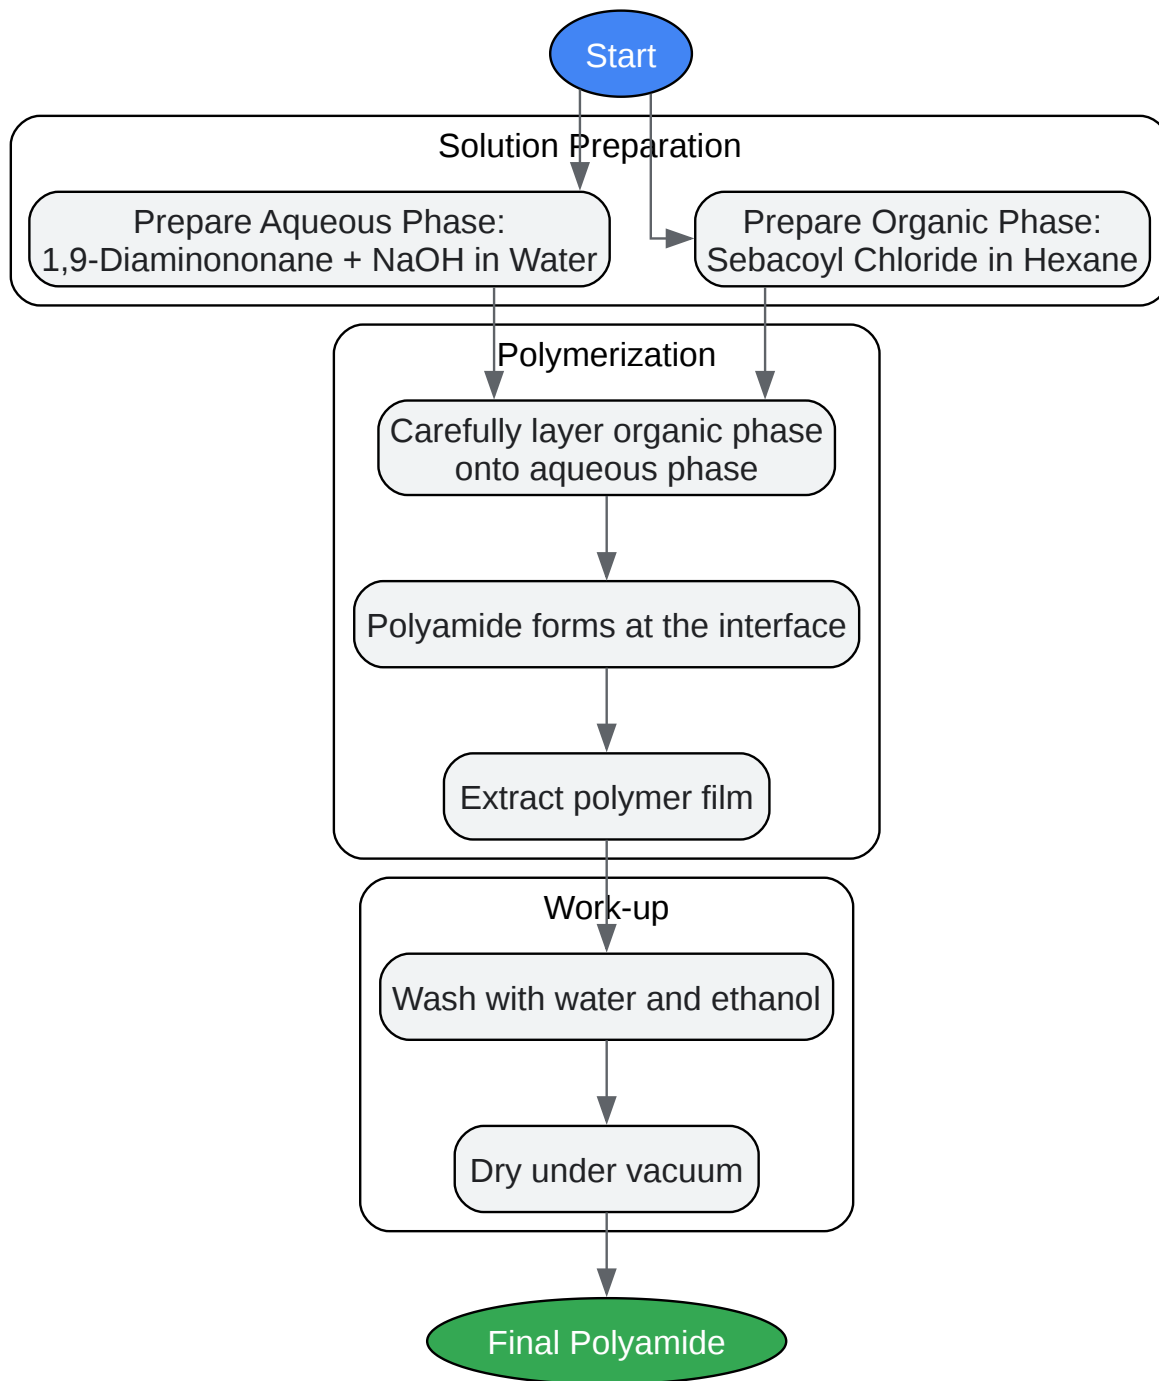 Start
Solution Preparation
Prepare Aqueous Phase:
1,9-Diaminononane + NaOH in Water
Prepare Organic Phase:
Sebacoyl Chloride in Hexane
Polymerization
Carefully layer organic phase
onto aqueous phase
Polyamide forms at the interface
Extract polymer film
Work-up
Wash with water and ethanol
Dry under vacuum
Final Polyamide